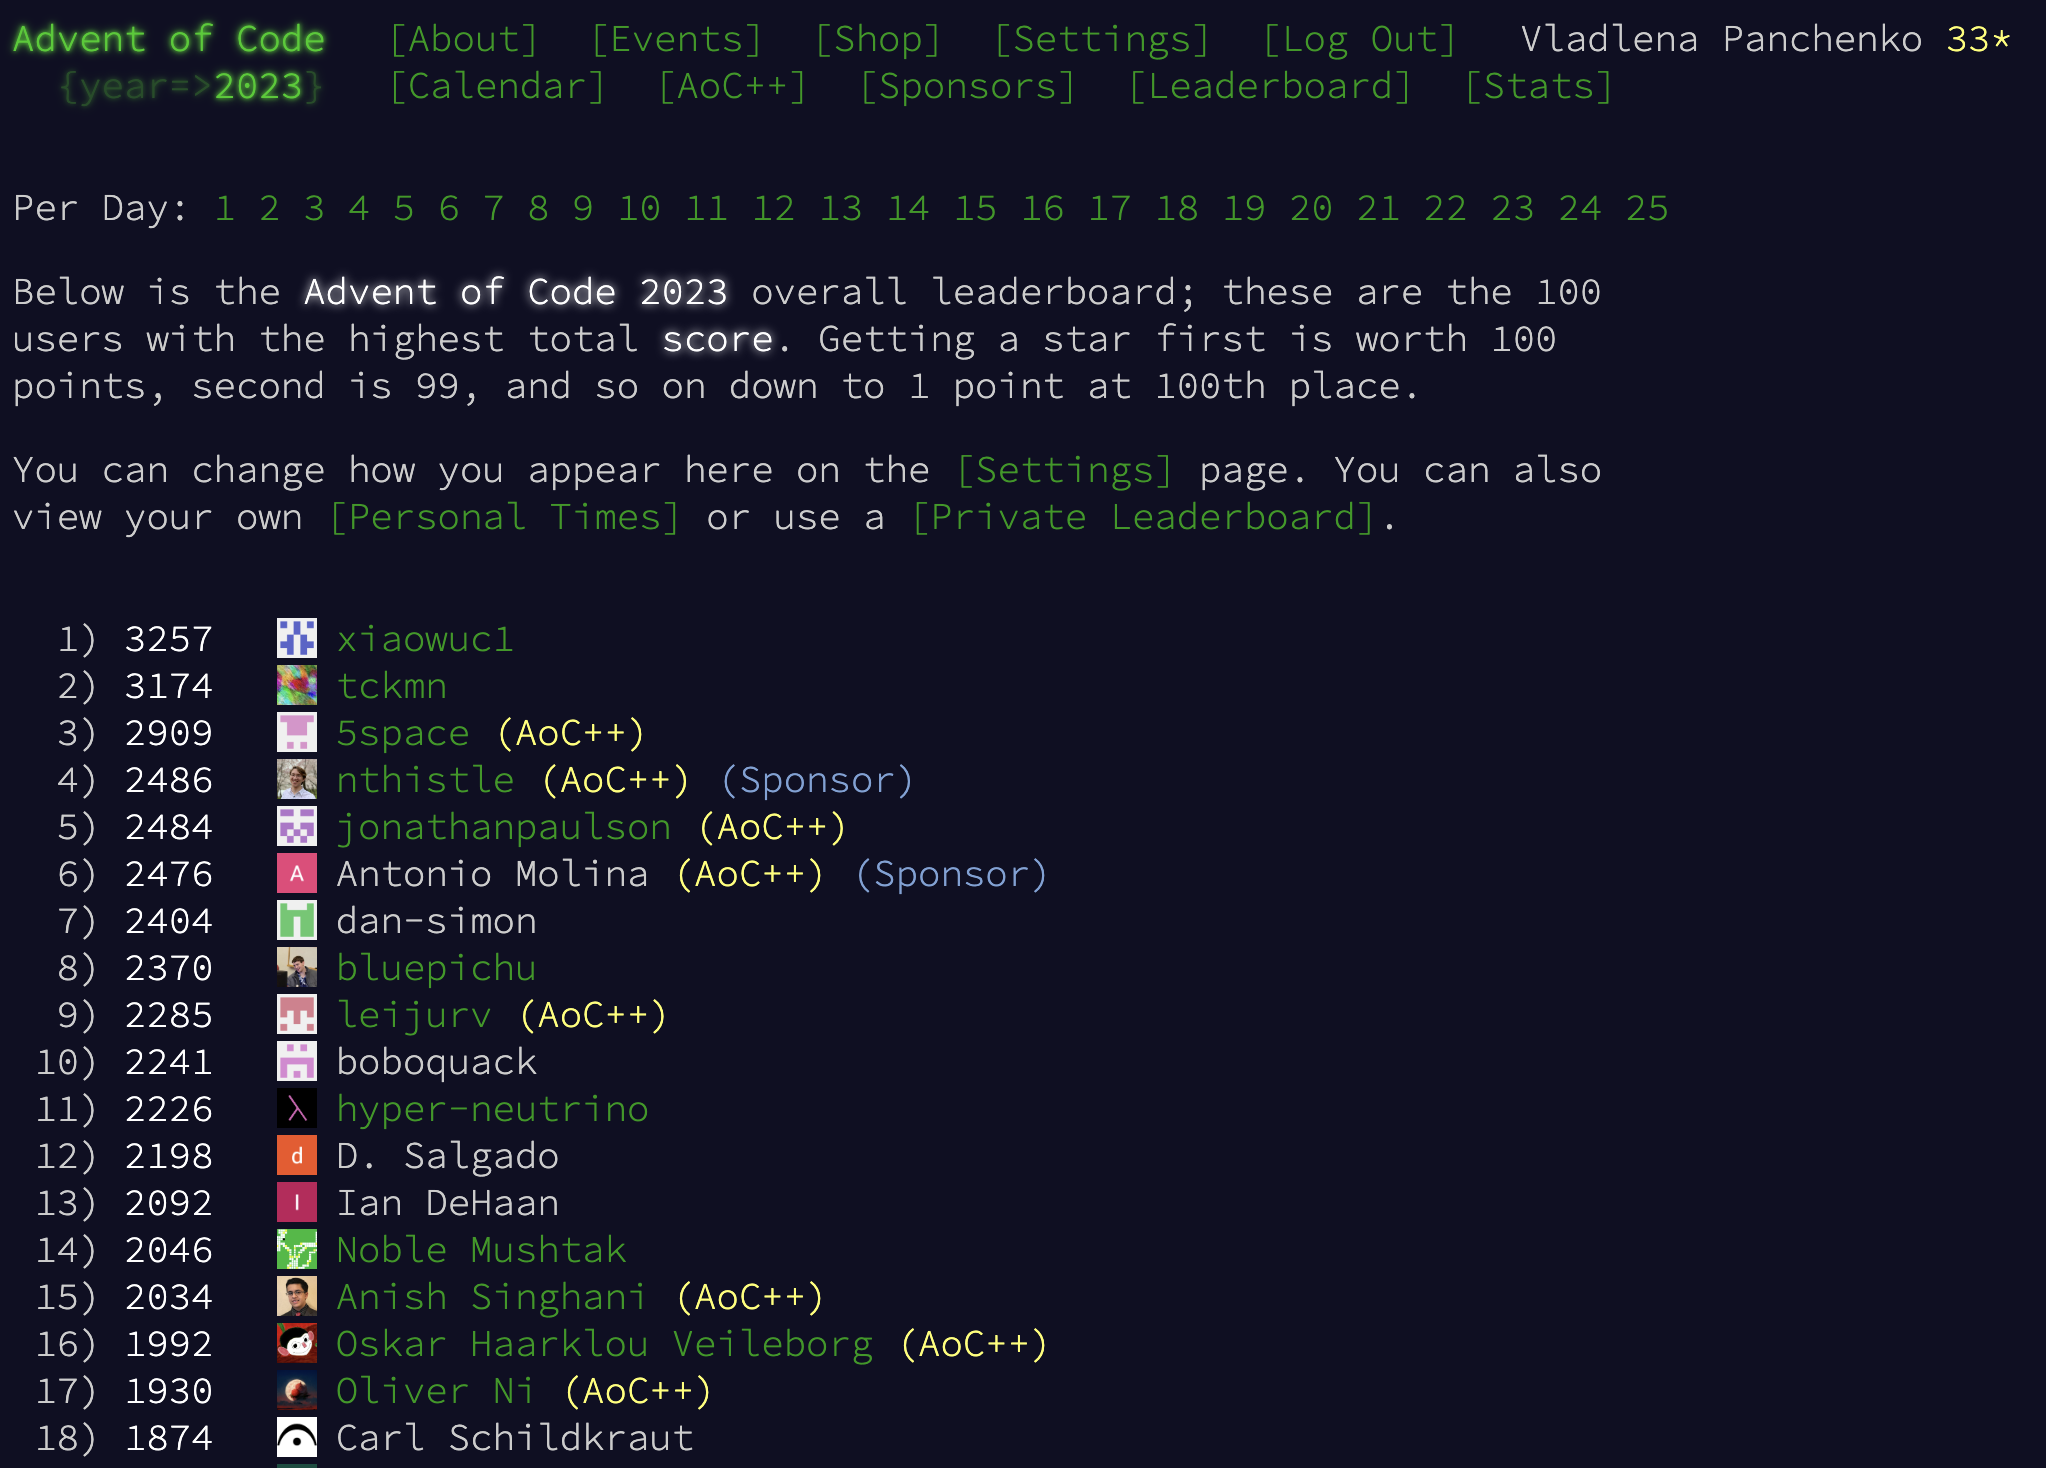 Advent of Code [About] [Events] [Shop] [Settings] [Log Out] Vladlena Panchenko 33*
{year=>2023} [Calendar] [AoC++] [Sponsors] [Leaderboard] [Stats]
Per Day: 1 2 3 4 5 6 7 8 9 10 11 12 13 14 15 16 17 18 19 20 21 22 23 24 25
Below is the Advent of Code 2023 overall leaderboard; these are the 100
users with the highest total score. Getting a star first is worth 100
points, second is 99, and so on down to 1 point at 100th place.
You can change how you appear here on the [Settings] page. You can also
view your own [Personal Times] or use a [Private Leaderboard].
1) 3257 xiaowuc1
2) 3174 tckmn
3) 2909 5space (AoC++)
4) 2486 nthistle (AoC++) (Sponsor)
5) 2484 jonathanpaulson (AoC++)
6) 2476 A Antonio Molina (AoC++) (Sponsor)
7) 2404 dan-simon
8) 2370 bluepichu
9) 2285 leijurv (AoC++)
10) 2241 boboquack
11) 2226 λ hyper-neutrino
12) 2198 d D. Salgado
13) 2092 I Ian DeHaan
14) 2046 Noble Mushtak
15) 2034 Anish Singhani (AoC++)
16) 1992 Oskar Haarklou Veileborg (AoC++)
17) 1930 Oliver Ni (AoC++)
18) 1874 Carl Schildkraut